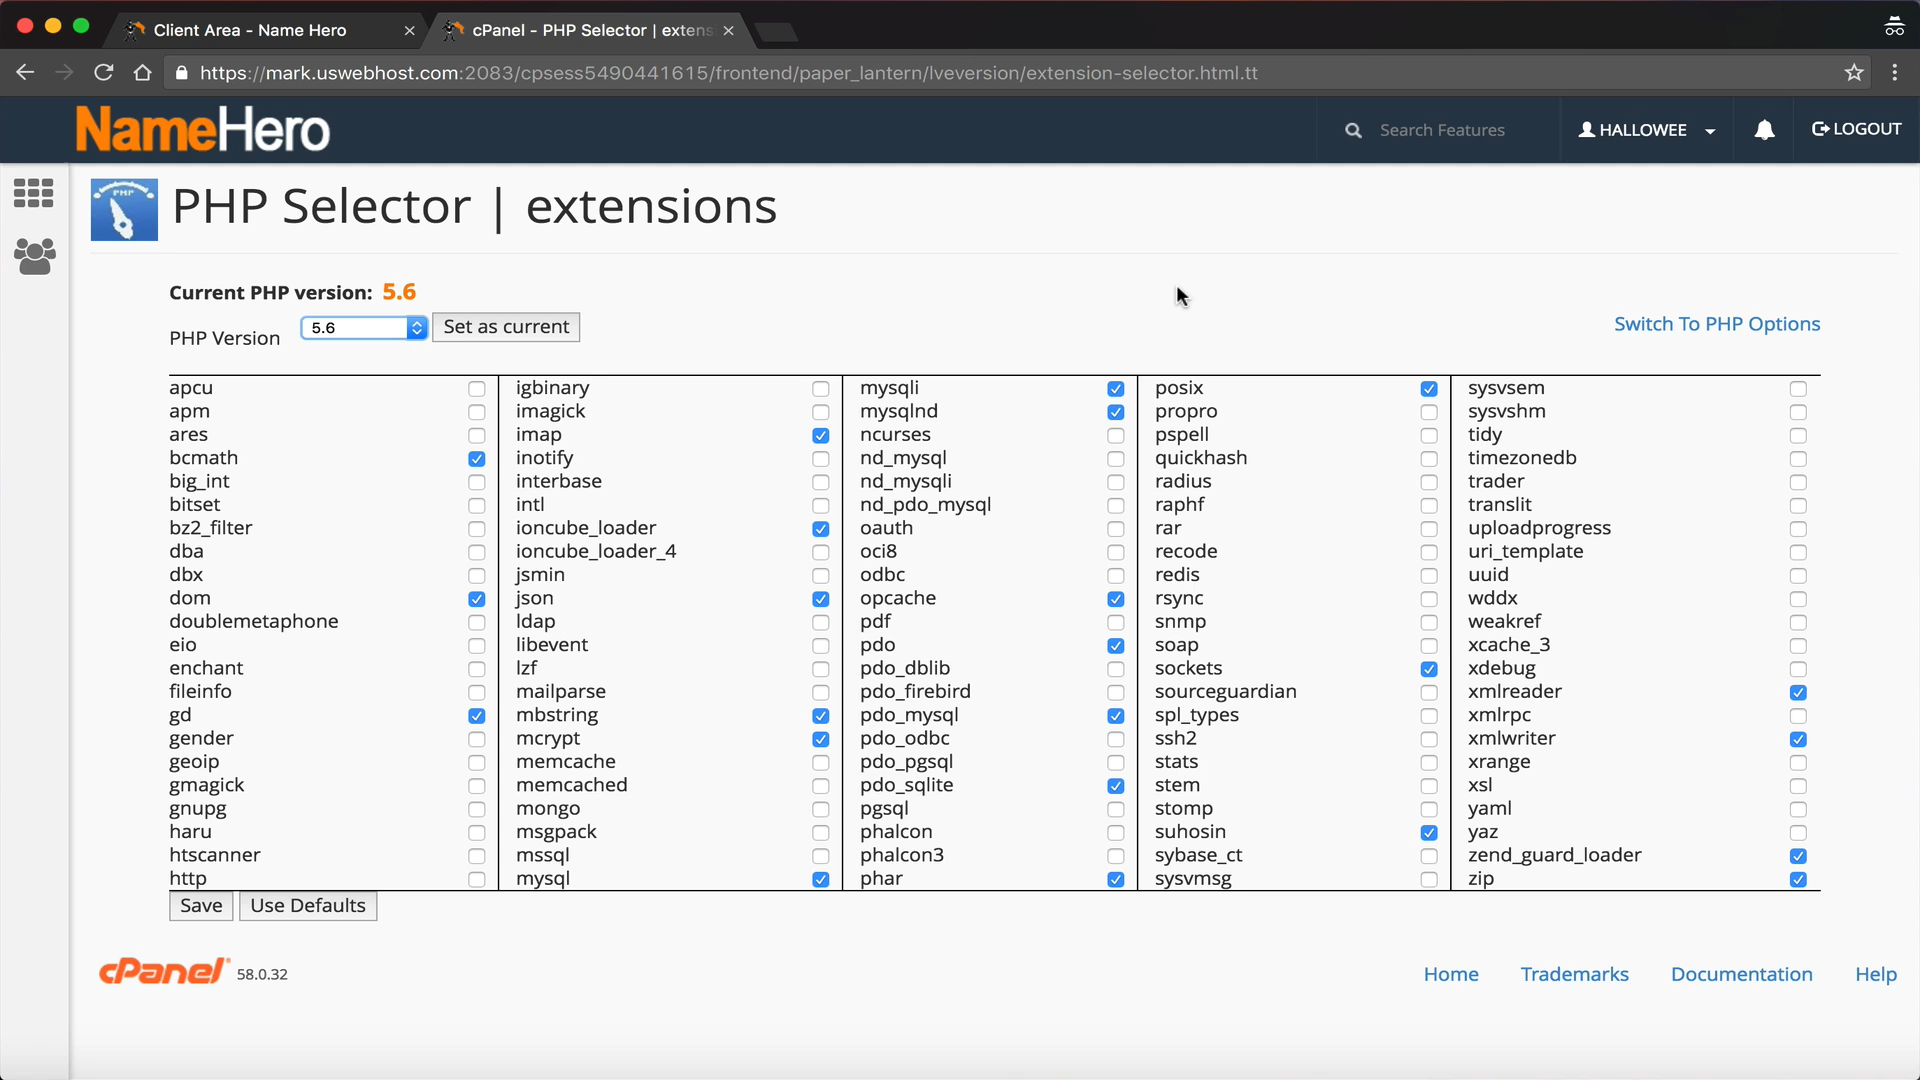 Client Area - Name Hero
cPanel - PHP Selector | extens
https://mark.uswebhost.com:2083/cpsess5490441615/frontend/paper_lantern/lveversion/extension-selector.html.tt
NameHero
Search Features
HALLOWEE
LOGOUT
PHP
PHP Selector | extensions
Current PHP version: 5.6
PHP Version
5.6
Set as current
Switch To PHP Options
apcu
apm
ares
bcmath
big_int
bitset
bz2_filter
dba
dbx
dom
doublemetaphone
eio
enchant
fileinfo
gd
gender
geoip
gmagick
gnupg
haru
htscanner
http
igbinary
imagick
imap
inotify
interbase
intl
ioncube_loader
ioncube_loader_4
jsmin
json
ldap
libevent
lzf
mailparse
mbstring
mcrypt
memcache
memcached
mongo
msgpack
mssql
mysql
mysqli
mysqlnd
ncurses
nd_mysql
nd_mysqli
nd_pdo_mysql
oauth
oci8
odbc
opcache
pdf
pdo
pdo_dblib
pdo_firebird
pdo_mysql
pdo_odbc
pdo_pgsql
pdo_sqlite
pgsql
phalcon
phalcon3
phar
posix
propro
pspell
quickhash
radius
raphf
rar
recode
redis
rsync
snmp
soap
sockets
sourceguardian
spl_types
ssh2
stats
stem
stomp
suhosin
sybase_ct
sysvmsg
sysvsem
sysvshm
tidy
timezonedb
trader
translit
uploadprogress
uri_template
uuid
wddx
weakref
xcache_3
xdebug
xmlreader
xmlrpc
xmlwriter
xrange
xsl
yaml
yaz
zend_guard_loader
zip
Save
Use Defaults
cPanel 58.0.32
Home
Trademarks
Documentation
Help